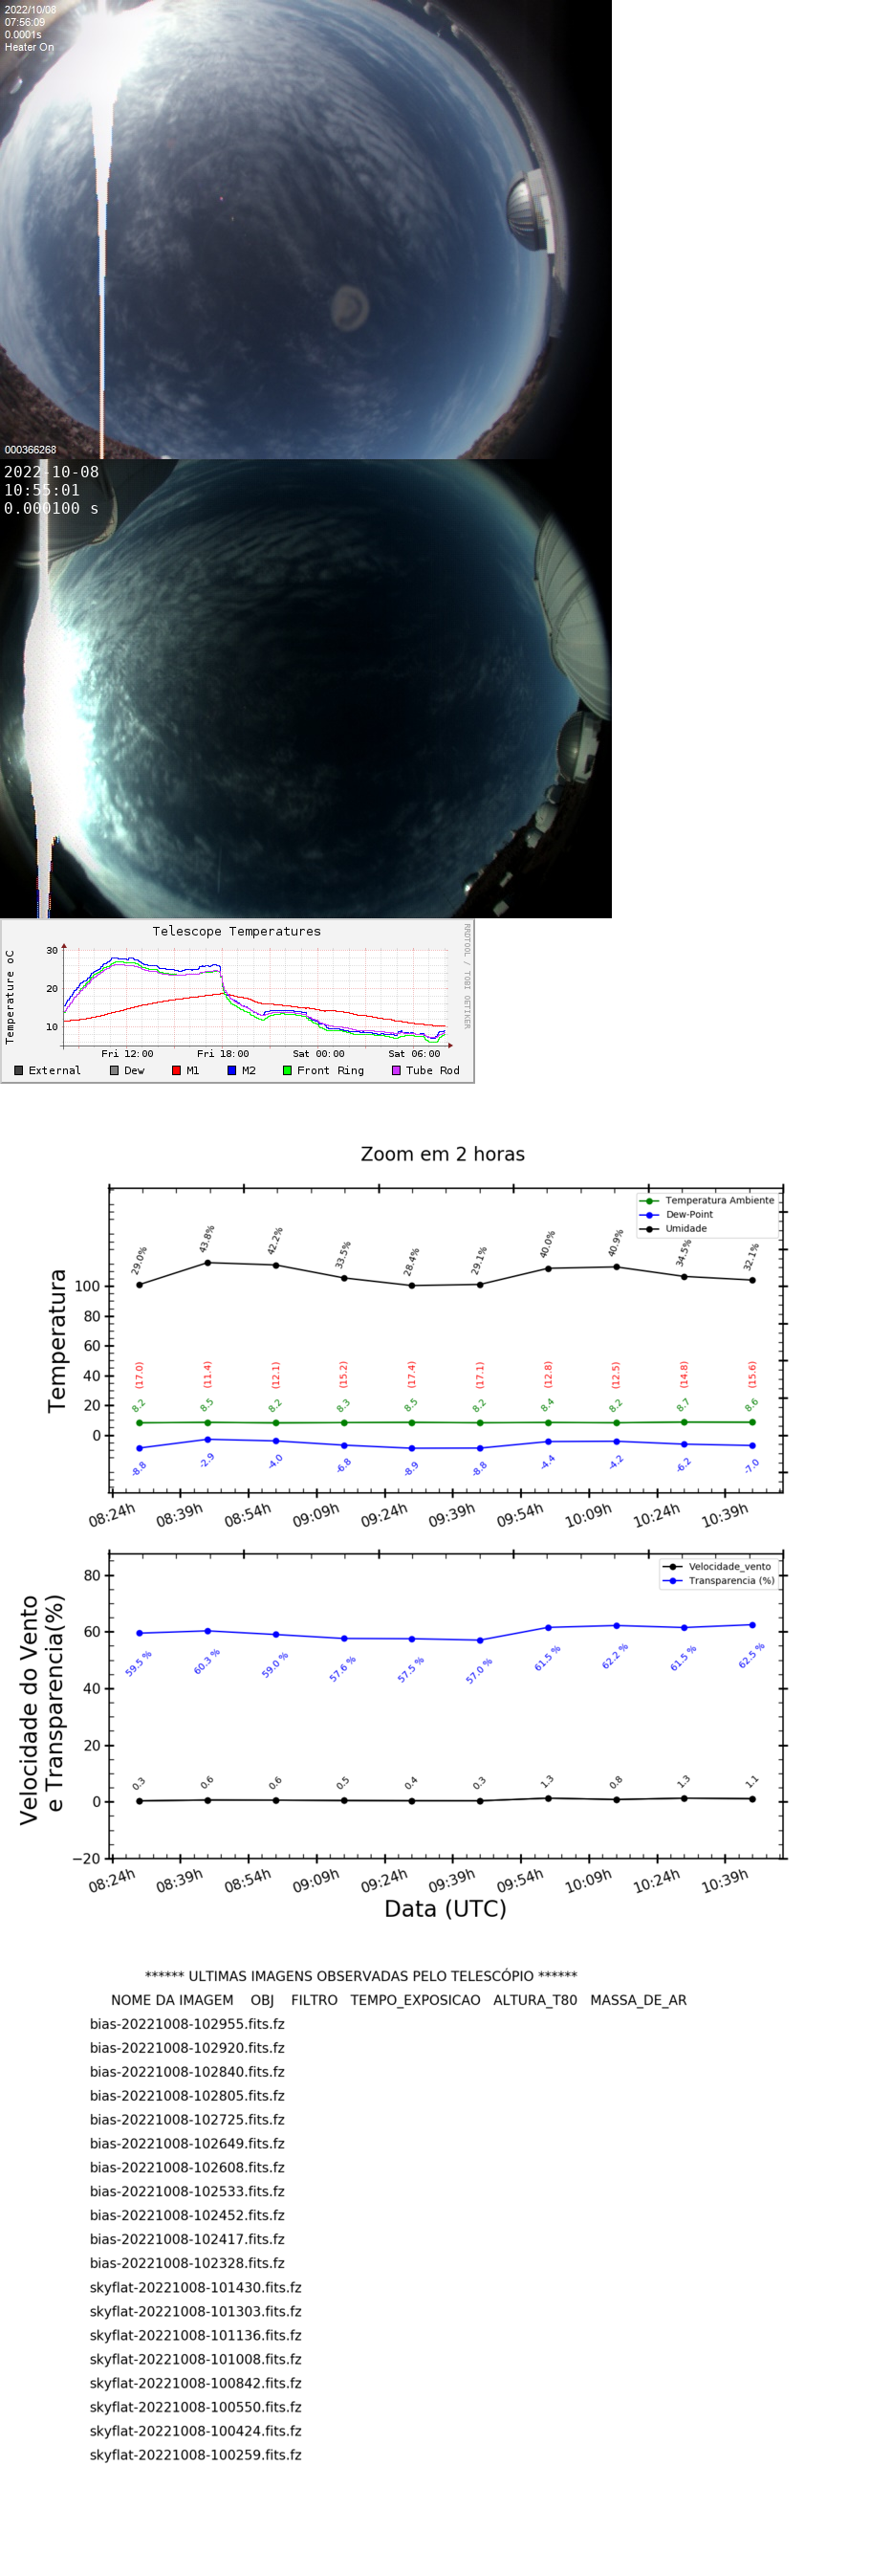 2022/10/08
07:56:09
0.0001s
Heater On
000366268
2022-10-08
10:55:01
0.000100 s
Telescope Temperatures
RRDTOOL / TOBI OETIKER
Temperature oC
30
20
10
Fri 12:00 Fri 18:00 Sat 00:00 Sat 06:00
External Dew M1 M2 Front Ring Tube Rod
Zoom em 2 horas
Temperatura Ambiente
Dew-Point
Umidade
29.0% 43.8% 42.2% 33.5% 28.4% 29.1% 40.0% 40.9% 34.5% 32.1%
Temperatura
100
80
60
40
20
0
(17.0) (11.4) (12.1) (15.2) (17.4) (17.1) (12.8) (12.5) (14.8) (15.6)
8.2 8.5 8.2 8.3 8.5 8.2 8.4 8.2 8.7 8.6
-8.8 -2.9 -4.0 -6.8 -8.9 -8.8 -4.4 -4.2 -6.2 -7.0
08:24h 08:39h 08:54h 09:09h 09:24h 09:39h 09:54h 10:09h 10:24h 10:39h
Velocidade_vento
Transparencia (%)
Velocidade do Vento
e Transparencia(%)
80
60
40
20
0
−20
59.5 % 60.3 % 59.0 % 57.6 % 57.5 % 57.0 % 61.5 % 62.2 % 61.5 % 62.5 %
0.3 0.6 0.6 0.5 0.4 0.3 1.3 0.8 1.3 1.1
08:24h 08:39h 08:54h 09:09h 09:24h 09:39h 09:54h 10:09h 10:24h 10:39h
Data (UTC)
****** ULTIMAS IMAGENS OBSERVADAS PELO TELESCÓPIO ******
NOME DA IMAGEM OBJ FILTRO TEMPO_EXPOSICAO ALTURA_T80 MASSA_DE_AR
bias-20221008-102955.fits.fz
bias-20221008-102920.fits.fz
bias-20221008-102840.fits.fz
bias-20221008-102805.fits.fz
bias-20221008-102725.fits.fz
bias-20221008-102649.fits.fz
bias-20221008-102608.fits.fz
bias-20221008-102533.fits.fz
bias-20221008-102452.fits.fz
bias-20221008-102417.fits.fz
bias-20221008-102328.fits.fz
skyflat-20221008-101430.fits.fz
skyflat-20221008-101303.fits.fz
skyflat-20221008-101136.fits.fz
skyflat-20221008-101008.fits.fz
skyflat-20221008-100842.fits.fz
skyflat-20221008-100550.fits.fz
skyflat-20221008-100424.fits.fz
skyflat-20221008-100259.fits.fz